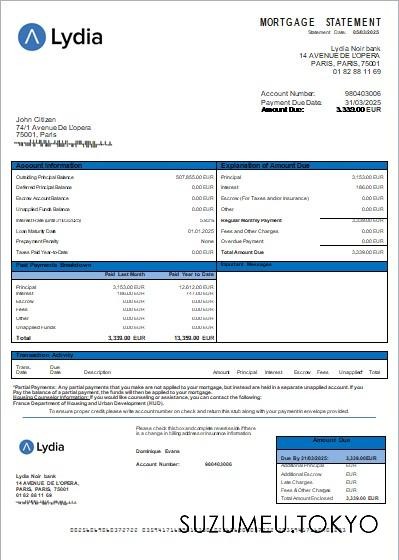 Lydia
MORTGAGE STATEMENT
Statement Date: 05/03/2025
Lydia Noir bank
14 AVENUE DE L'OPERA
PARIS, PARIS, 75001
01 82 88 11 69
Account Number: 980403006
Payment Due Date: 31/03/2025
Amount Due: 3,339.00 EUR
John Citizen
74/1 Avenue De L'opera
75001, Paris
Account Information
Outstanding Principal Balance 507,855.00 EUR
Deferred Principal Balance 0.00 EUR
Escrow Account Balance 0.00 EUR
Unapplied Funds Balance 0.00 EUR
Interest Rate (until 31/03/2025)
Loan Maturity Date 01.01.2025
Prepayment Penalty None
Taxes Paid Year-to-Date 0.00 EUR
Explanation of Amount Due
Principal 3,153.00 EUR
Interest 186.00 EUR
Escrow (For Taxes and/or Insurance) 0.00 EUR
Other 0.00 EUR
Regular Monthly Payment 3,339.00 EUR
Fees and Other Charges 0.00 EUR
Overdue Payment 0.00 EUR
Total Amount Due 3,339.00 EUR
Past Payments Breakdown
Paid Last Month Paid Year to Date
Principal 3,153.00 EUR 12,612.00 EUR
Interest 186.00 EUR 747.00 EUR
Escrow 0.00 EUR 0.00 EUR
Fees 0.00 EUR 0.00 EUR
Other 0.00 EUR 0.00 EUR
Unapplied Funds 0.00 EUR 0.00 EUR
Total 3,339.00 EUR 13,359.00 EUR
Important Messages
Transaction Activity
Trans. Date Due Date Description Amount Principal Interest Escrow Fees Unapplied Total
*Partial Payments: Any partial payments that you make are not applied to your mortgage, but instead are held in a separate unapplied account. If you
Pay the balance of a partial payment, the funds will then be applied to your mortgage.
Housing Counselor Information: If you would like counseling or assistance, you can contact the following:
France Department of Housing and Urban Development (HUD).
To ensure proper credit, please write account number on check and return this stub along with your payment in envelope provided.
Lydia
Please check this box and complete reverse side if there
is a change in billing address or insurance information.
Dominique Evans
Account Number: 980403006
Lydia Noir bank
14 AVENUE DE L'OPERA,
PARIS, PARIS, 75001
01 82 88 11 69
Amount Due
Due By 31/03/2025: 3,339.00 EUR
Additional Principal EUR
Additional Escrow EUR
Late Charges EUR
Fees & Other Charges EUR
Total Amount Enclosed 3,339.00 EUR
SUZUMEU.TOKYO